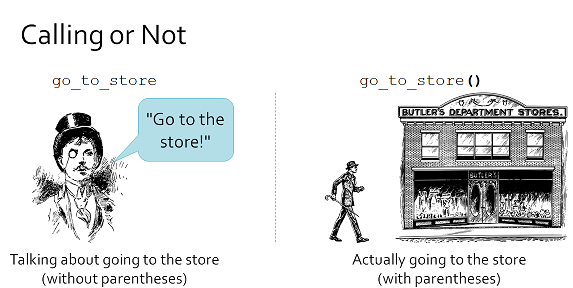 Calling or Not
go_to_store
"Go to the
store!"
Talking about going to the store
(without parentheses)
go_to_store()
BUTLER'S DEPARTMENT STORES.
BUTLER'S
Actually going to the store
(with parentheses)